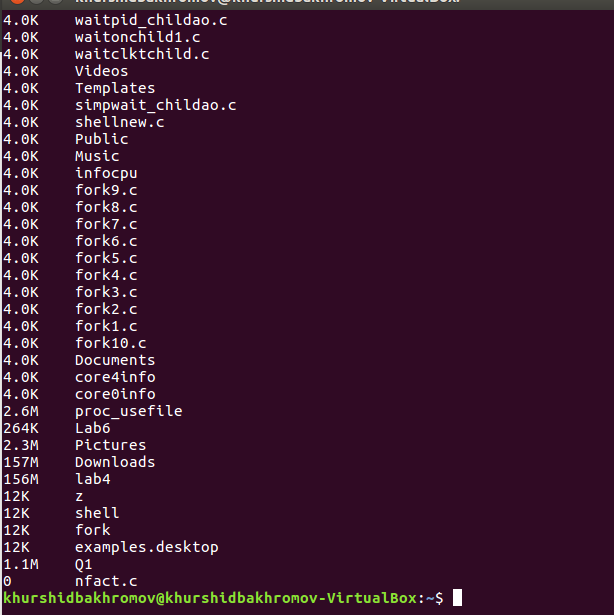 khurshidbakhromov@khurshidbakhromov-VirtualBox:
4.0K waitpid_childao.c
4.0K waitonchild1.c
4.0K waitclktchild.c
4.0K Videos
4.0K Templates
4.0K simpwait_childao.c
4.0K shellnew.c
4.0K Public
4.0K Music
4.0K infocpu
4.0K fork9.c
4.0K fork8.c
4.0K fork7.c
4.0K fork6.c
4.0K fork5.c
4.0K fork4.c
4.0K fork3.c
4.0K fork2.c
4.0K fork1.c
4.0K fork10.c
4.0K Documents
4.0K core4info
4.0K core0info
2.6M proc_usefile
264K Lab6
2.3M Pictures
157M Downloads
156M lab4
12K z
12K shell
12K fork
12K examples.desktop
1.1M Q1
0 nfact.c
khurshidbakhromov@khurshidbakhromov-VirtualBox:~$